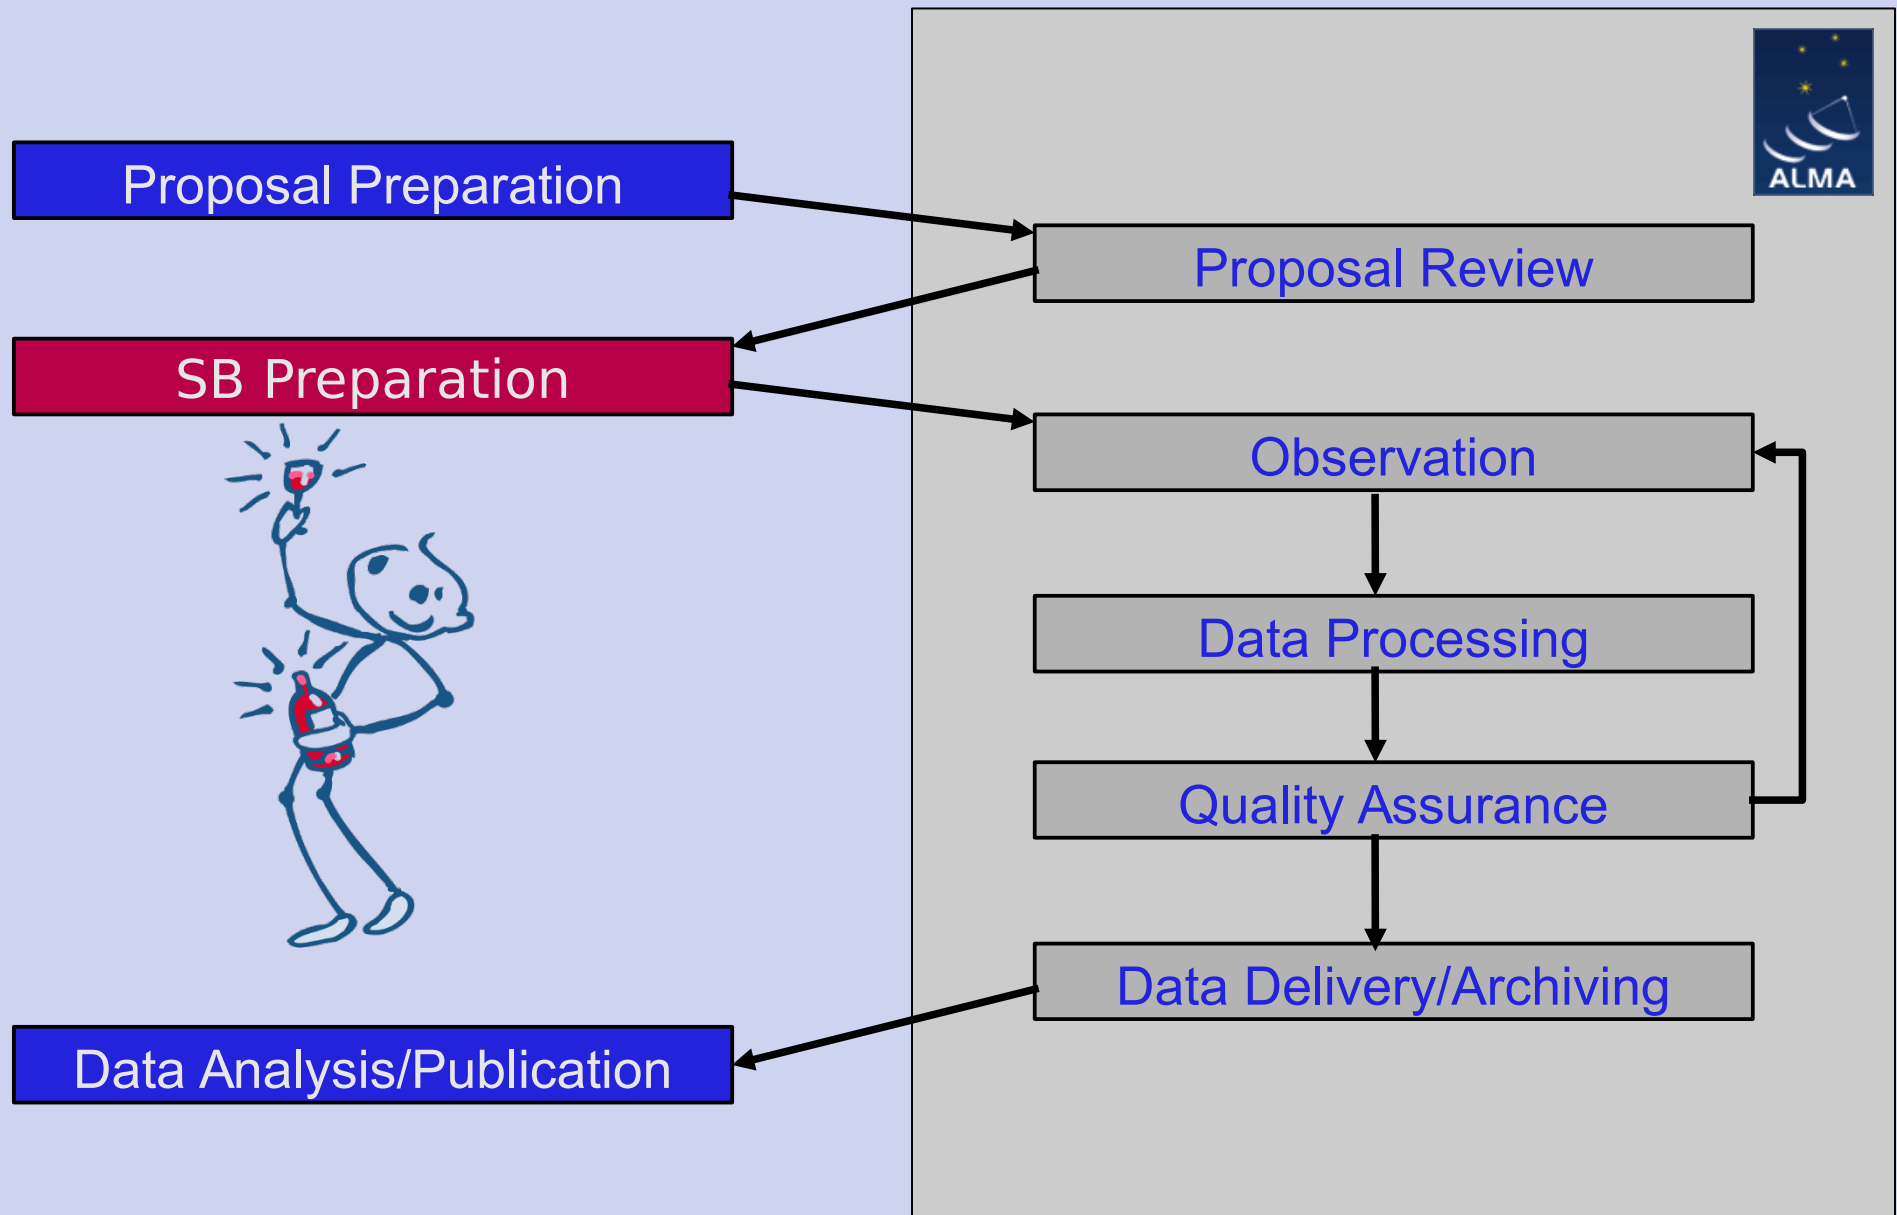 ALMA
Proposal Preparation
Proposal Review
SB Preparation
Observation
Data Processing
Quality Assurance
Data Delivery/Archiving
Data Analysis/Publication